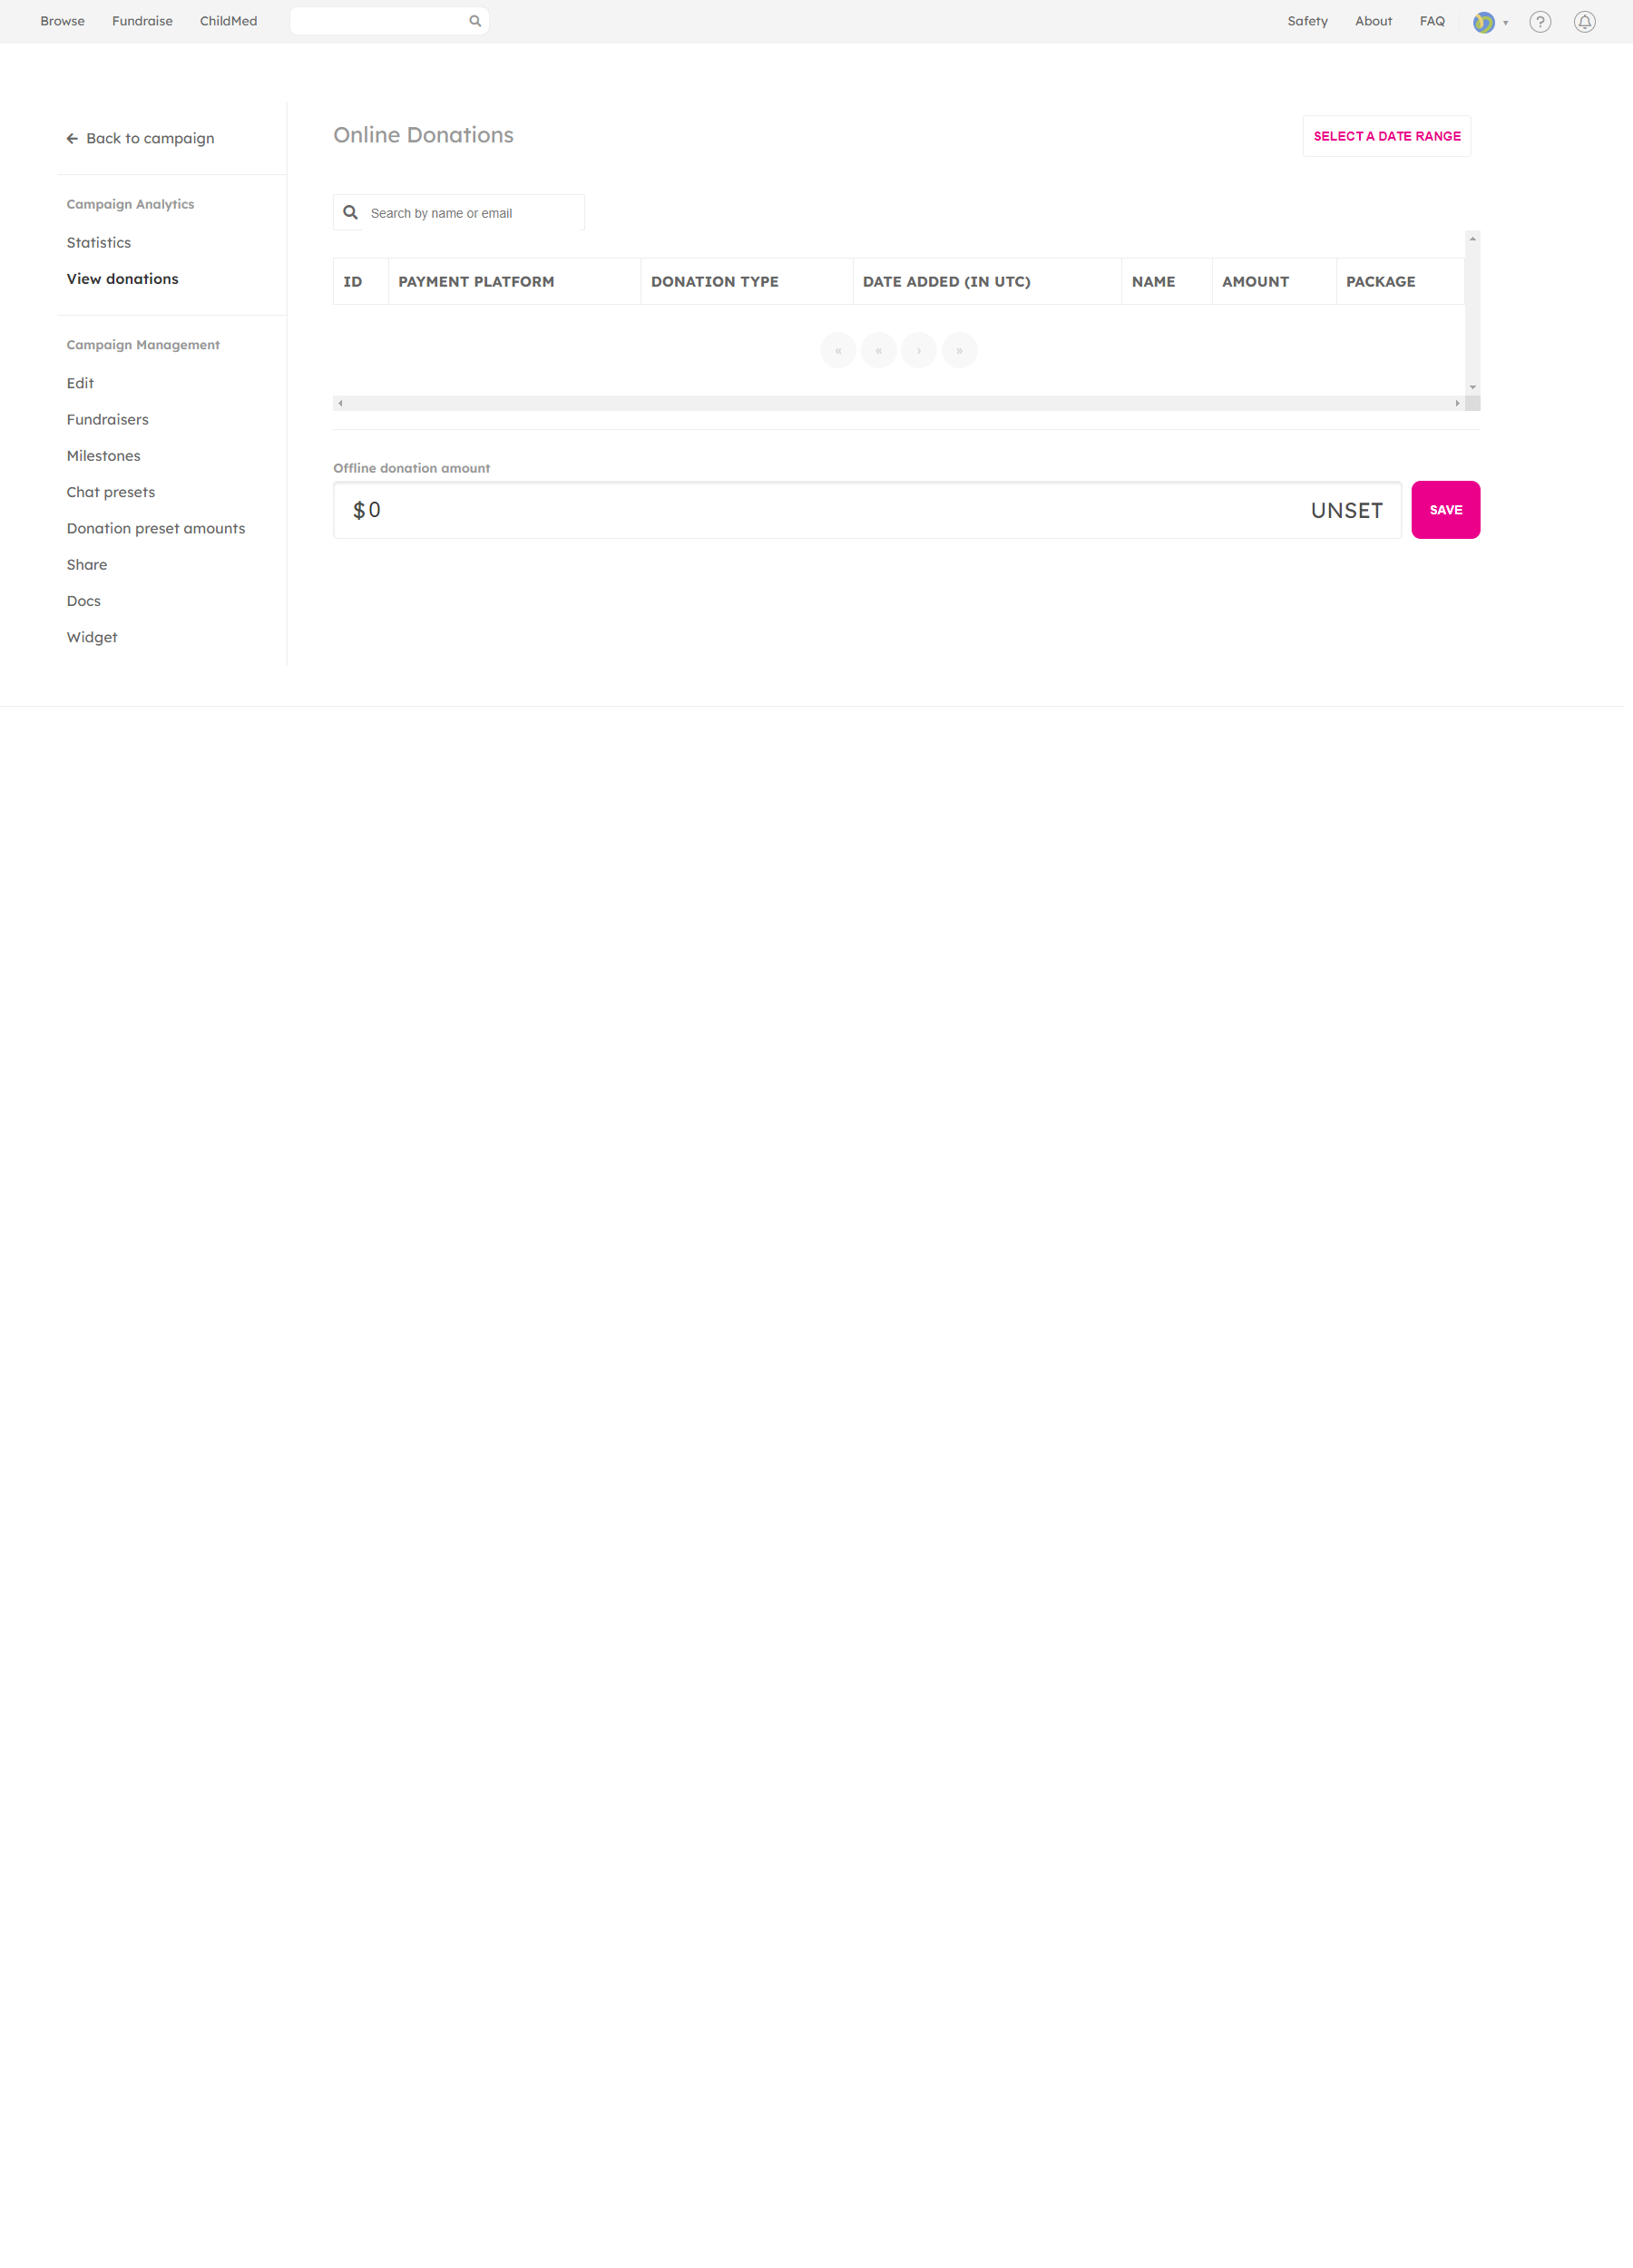 Browse Fundraise ChildMed Safety About FAQ
Back to campaign
Campaign Analytics
Statistics
View donations
Campaign Management
Edit
Fundraisers
Milestones
Chat presets
Donation preset amounts
Share
Docs
Widget
Online Donations
SELECT A DATE RANGE
Search by name or email
ID PAYMENT PLATFORM DONATION TYPE DATE ADDED (IN UTC) NAME AMOUNT PACKAGE
« « › »
Offline donation amount
$0 UNSET SAVE